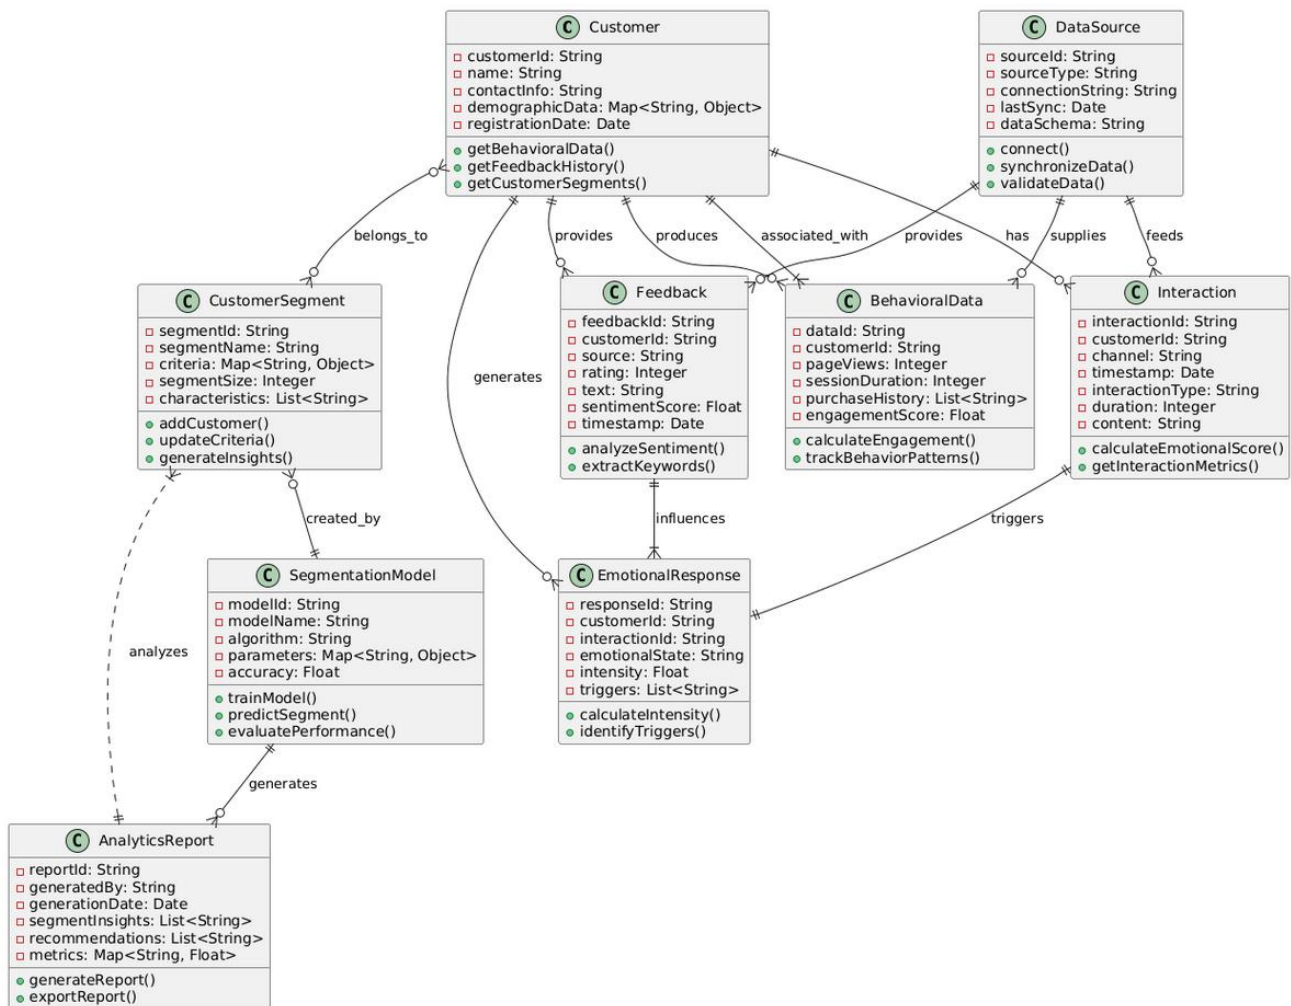 C Customer
customerId: String
name: String
contactInfo: String
demographicData: Map<String, Object>
registrationDate: Date
getBehavioralData()
getFeedbackHistory()
getCustomerSegments()
C DataSource
sourceId: String
sourceType: String
connectionString: String
lastSync: Date
dataSchema: String
connect()
synchronizeData()
validateData()
belongs_to
provides
produces
associated_with
provides
has
supplies
feeds
C CustomerSegment
segmentId: String
segmentName: String
criteria: Map<String, Object>
segmentSize: Integer
characteristics: List<String>
addCustomer()
updateCriteria()
generateInsights()
generates
C Feedback
feedbackId: String
customerId: String
source: String
rating: Integer
text: String
sentimentScore: Float
timestamp: Date
analyzeSentiment()
extractKeywords()
C BehavioralData
dataId: String
customerId: String
pageViews: Integer
sessionDuration: Integer
purchaseHistory: List<String>
engagementScore: Float
calculateEngagement()
trackBehaviorPatterns()
C Interaction
interactionId: String
customerId: String
channel: String
timestamp: Date
interactionType: String
duration: Integer
content: String
calculateEmotionalScore()
getInteractionMetrics()
created_by
influences
triggers
C SegmentationModel
modelId: String
modelName: String
algorithm: String
parameters: Map<String, Object>
accuracy: Float
trainModel()
predictSegment()
evaluatePerformance()
C EmotionalResponse
responseId: String
customerId: String
interactionId: String
emotionalState: String
intensity: Float
triggers: List<String>
calculateIntensity()
identifyTriggers()
analyzes
generates
C AnalyticsReport
reportId: String
generatedBy: String
generationDate: Date
segmentInsights: List<String>
recommendations: List<String>
metrics: Map<String, Float>
generateReport()
exportReport()